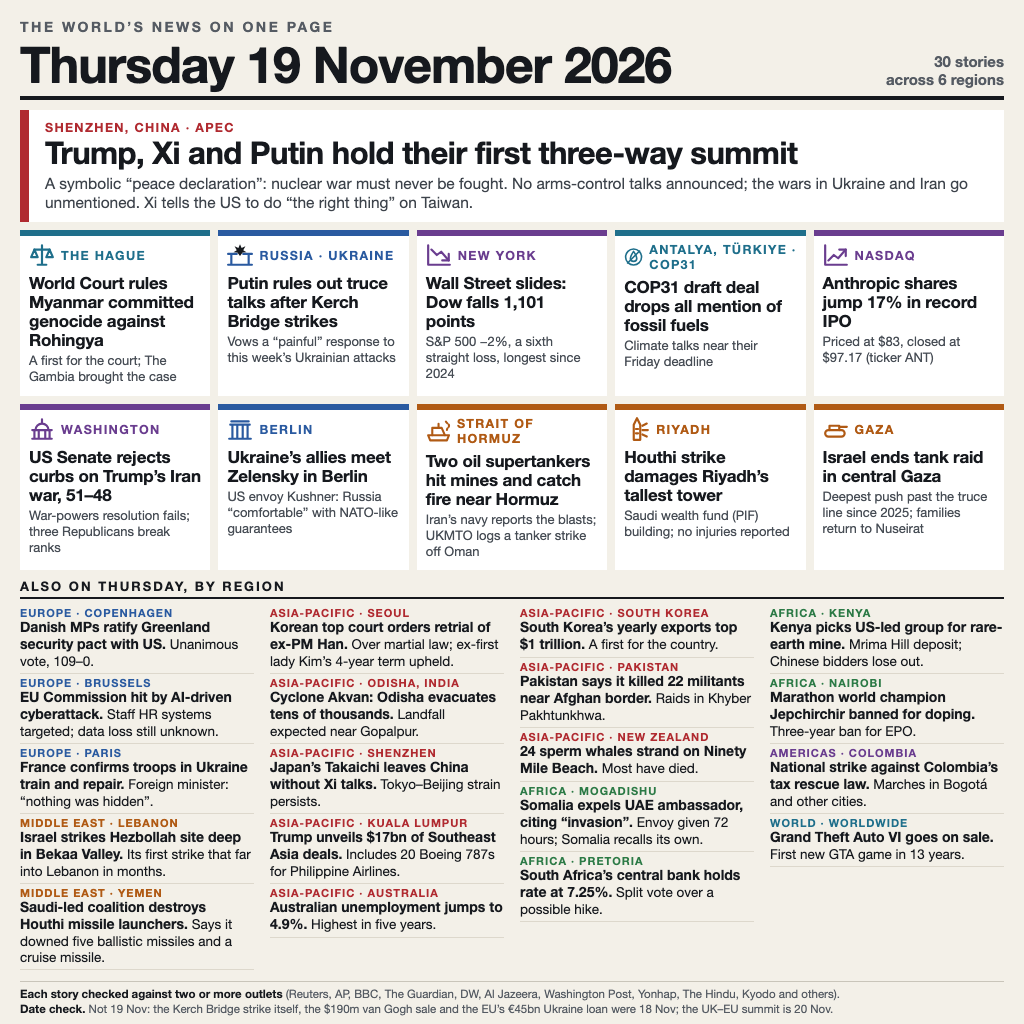 THE WORLD’S NEWS ON ONE PAGE
Thursday 19 November 2026
30 stories
across 6 regions
SHENZHEN, CHINA · APEC
Trump, Xi and Putin hold their first three-way summit
A symbolic “peace declaration”: nuclear war must never be fought. No arms-control talks announced; the wars in Ukraine and Iran go
unmentioned. Xi tells the US to do “the right thing” on Taiwan.
THE HAGUE
World Court rules
Myanmar committed
genocide against
Rohingya
A first for the court; The
Gambia brought the case
RUSSIA · UKRAINE
Putin rules out truce
talks after Kerch
Bridge strikes
Vows a “painful” response to
this week’s Ukrainian attacks
NEW YORK
Wall Street slides:
Dow falls 1,101
points
S&P 500 −2%, a sixth
straight loss, longest since
2024
ANTALYA, TÜRKIYE ·
COP31
COP31 draft deal
drops all mention of
fossil fuels
Climate talks near their
Friday deadline
NASDAQ
Anthropic shares
jump 17% in record
IPO
Priced at $83, closed at
$97.17 (ticker ANT)
WASHINGTON
US Senate rejects
curbs on Trump’s Iran
war, 51–48
War-powers resolution fails;
three Republicans break
ranks
BERLIN
Ukraine’s allies meet
Zelensky in Berlin
US envoy Kushner: Russia
“comfortable” with NATO-like
guarantees
STRAIT OF
HORMUZ
Two oil supertankers
hit mines and catch
fire near Hormuz
Iran’s navy reports the blasts;
UKMTO logs a tanker strike
off Oman
RIYADH
Houthi strike
damages Riyadh’s
tallest tower
Saudi wealth fund (PIF)
building; no injuries reported
GAZA
Israel ends tank raid
in central Gaza
Deepest push past the truce
line since 2025; families
return to Nuseirat
ALSO ON THURSDAY, BY REGION
EUROPE · COPENHAGEN
Danish MPs ratify Greenland
security pact with US. Unanimous
vote, 109–0.
EUROPE · BRUSSELS
EU Commission hit by AI-driven
cyberattack. Staff HR systems
targeted; data loss still unknown.
EUROPE · PARIS
France confirms troops in Ukraine
train and repair. Foreign minister:
“nothing was hidden”.
MIDDLE EAST · LEBANON
Israel strikes Hezbollah site deep
in Bekaa Valley. Its first strike that far
into Lebanon in months.
MIDDLE EAST · YEMEN
Saudi-led coalition destroys
Houthi missile launchers. Says it
downed five ballistic missiles and a
cruise missile.
ASIA-PACIFIC · SEOUL
Korean top court orders retrial of
ex-PM Han. Over martial law; ex-first
lady Kim’s 4-year term upheld.
ASIA-PACIFIC · ODISHA, INDIA
Cyclone Akvan: Odisha evacuates
tens of thousands. Landfall
expected near Gopalpur.
ASIA-PACIFIC · SHENZHEN
Japan’s Takaichi leaves China
without Xi talks. Tokyo–Beijing strain
persists.
ASIA-PACIFIC · KUALA LUMPUR
Trump unveils $17bn of Southeast
Asia deals. Includes 20 Boeing 787s
for Philippine Airlines.
ASIA-PACIFIC · AUSTRALIA
Australian unemployment jumps to
4.9%. Highest in five years.
ASIA-PACIFIC · SOUTH KOREA
South Korea’s yearly exports top
$1 trillion. A first for the country.
ASIA-PACIFIC · PAKISTAN
Pakistan says it killed 22 militants
near Afghan border. Raids in Khyber
Pakhtunkhwa.
ASIA-PACIFIC · NEW ZEALAND
24 sperm whales strand on Ninety
Mile Beach. Most have died.
AFRICA · MOGADISHU
Somalia expels UAE ambassador,
citing “invasion”. Envoy given 72
hours; Somalia recalls its own.
AFRICA · PRETORIA
South Africa’s central bank holds
rate at 7.25%. Split vote over a
possible hike.
AFRICA · KENYA
Kenya picks US-led group for rare-
earth mine. Mrima Hill deposit;
Chinese bidders lose out.
AFRICA · NAIROBI
Marathon world champion
Jepchirchir banned for doping.
Three-year ban for EPO.
AMERICAS · COLOMBIA
National strike against Colombia’s
tax rescue law. Marches in Bogotá
and other cities.
WORLD · WORLDWIDE
Grand Theft Auto VI goes on sale.
First new GTA game in 13 years.
Each story checked against two or more outlets (Reuters, AP, BBC, The Guardian, DW, Al Jazeera, Washington Post, Yonhap, The Hindu, Kyodo and others).
Date check. Not 19 Nov: the Kerch Bridge strike itself, the $190m van Gogh sale and the EU’s €45bn Ukraine loan were 18 Nov; the UK–EU summit is 20 Nov.